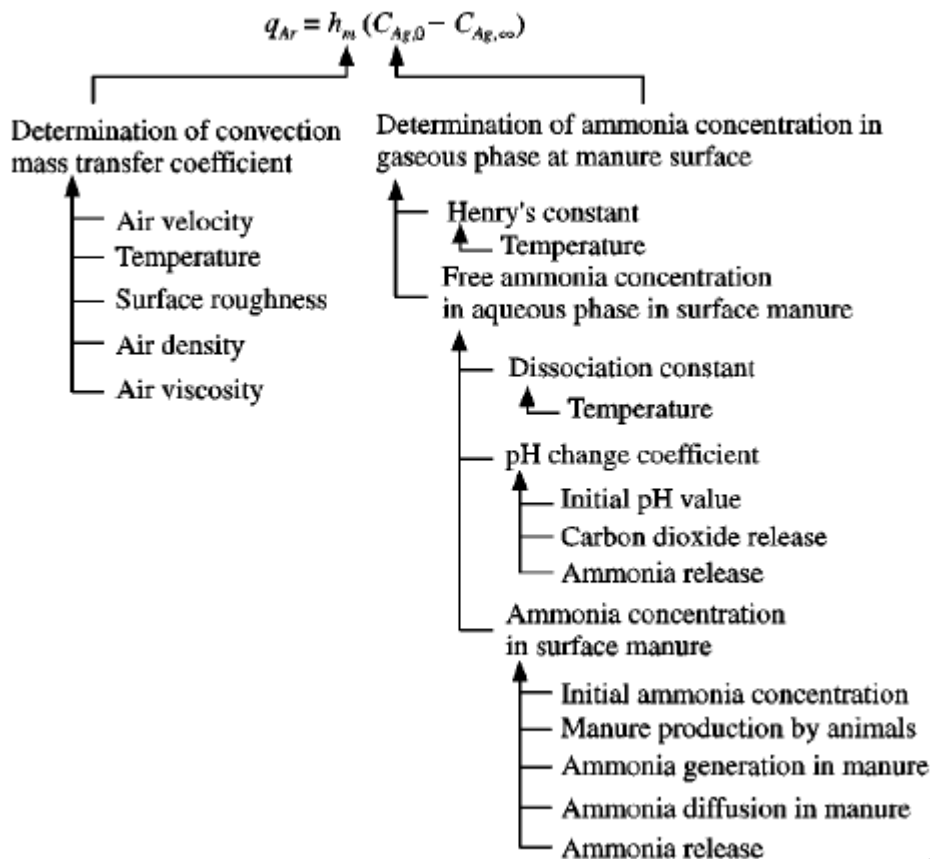 q_Ar = h_m (C_Ag,0 − C_Ag,∞)
Determination of convection
mass transfer coefficient
Air velocity
Temperature
Surface roughness
Air density
Air viscosity
Determination of ammonia concentration in
gaseous phase at manure surface
Henry's constant
Temperature
Free ammonia concentration
in aqueous phase in surface manure
Dissociation constant
Temperature
pH change coefficient
Initial pH value
Carbon dioxide release
Ammonia release
Ammonia concentration
in surface manure
Initial ammonia concentration
Manure production by animals
Ammonia generation in manure
Ammonia diffusion in manure
Ammonia release